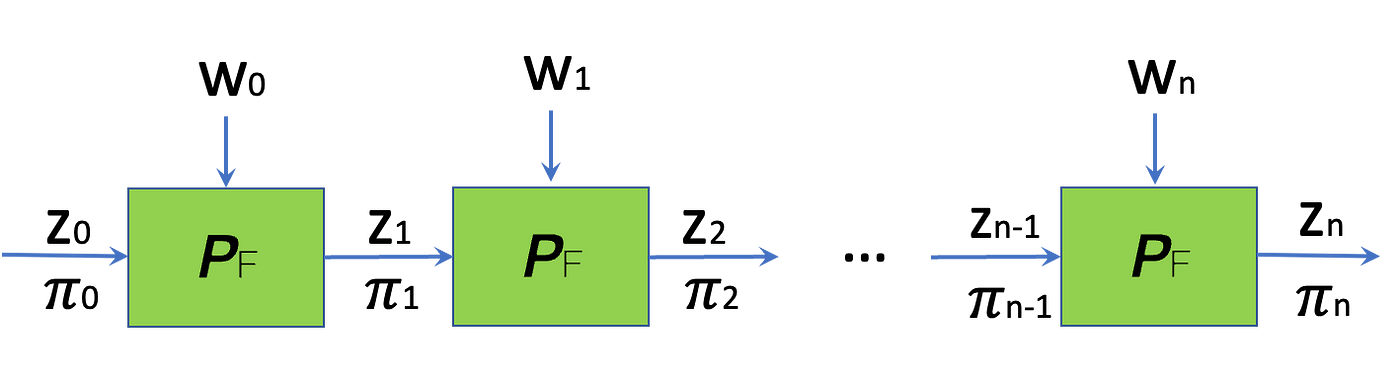 w0 w1 wn
z0 z1 z2 zn-1 zn
PF PF ... PF
π0 π1 π2 πn-1 πn